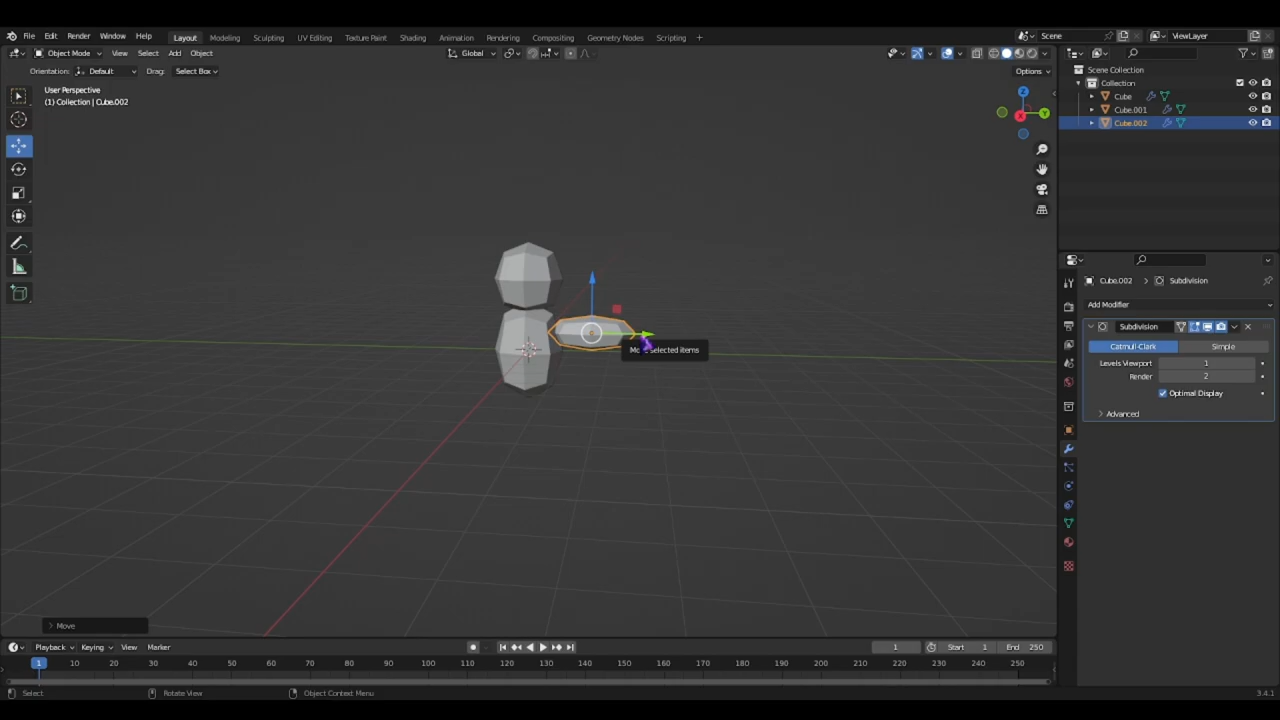 File Edit Render Window Help Layout Modeling Sculpting UV Editing Texture Paint Shading Animation Rendering Compositing Geometry Nodes Scripting + Scene ViewLayer
Object Mode View Select Add Object Global
Orientation: Default Drag: Select Box Options
User Perspective
(1) Collection | Cube.002
Z
Y
X
Move selected items
Move
Scene Collection
Collection
Cube
Cube.001
Cube.002
Cube.002 Subdivision
Add Modifier
Subdivision
Catmull-Clark Simple
Levels Viewport 1
Render 2
Optimal Display
Advanced
Playback Keying View Marker 1 Start 1 End 250
1 10 20 30 40 50 60 70 80 90 100 110 120 130 140 150 160 170 180 190 200 210 220 230 240 250
Select Rotate View Object Context Menu 3.4.1